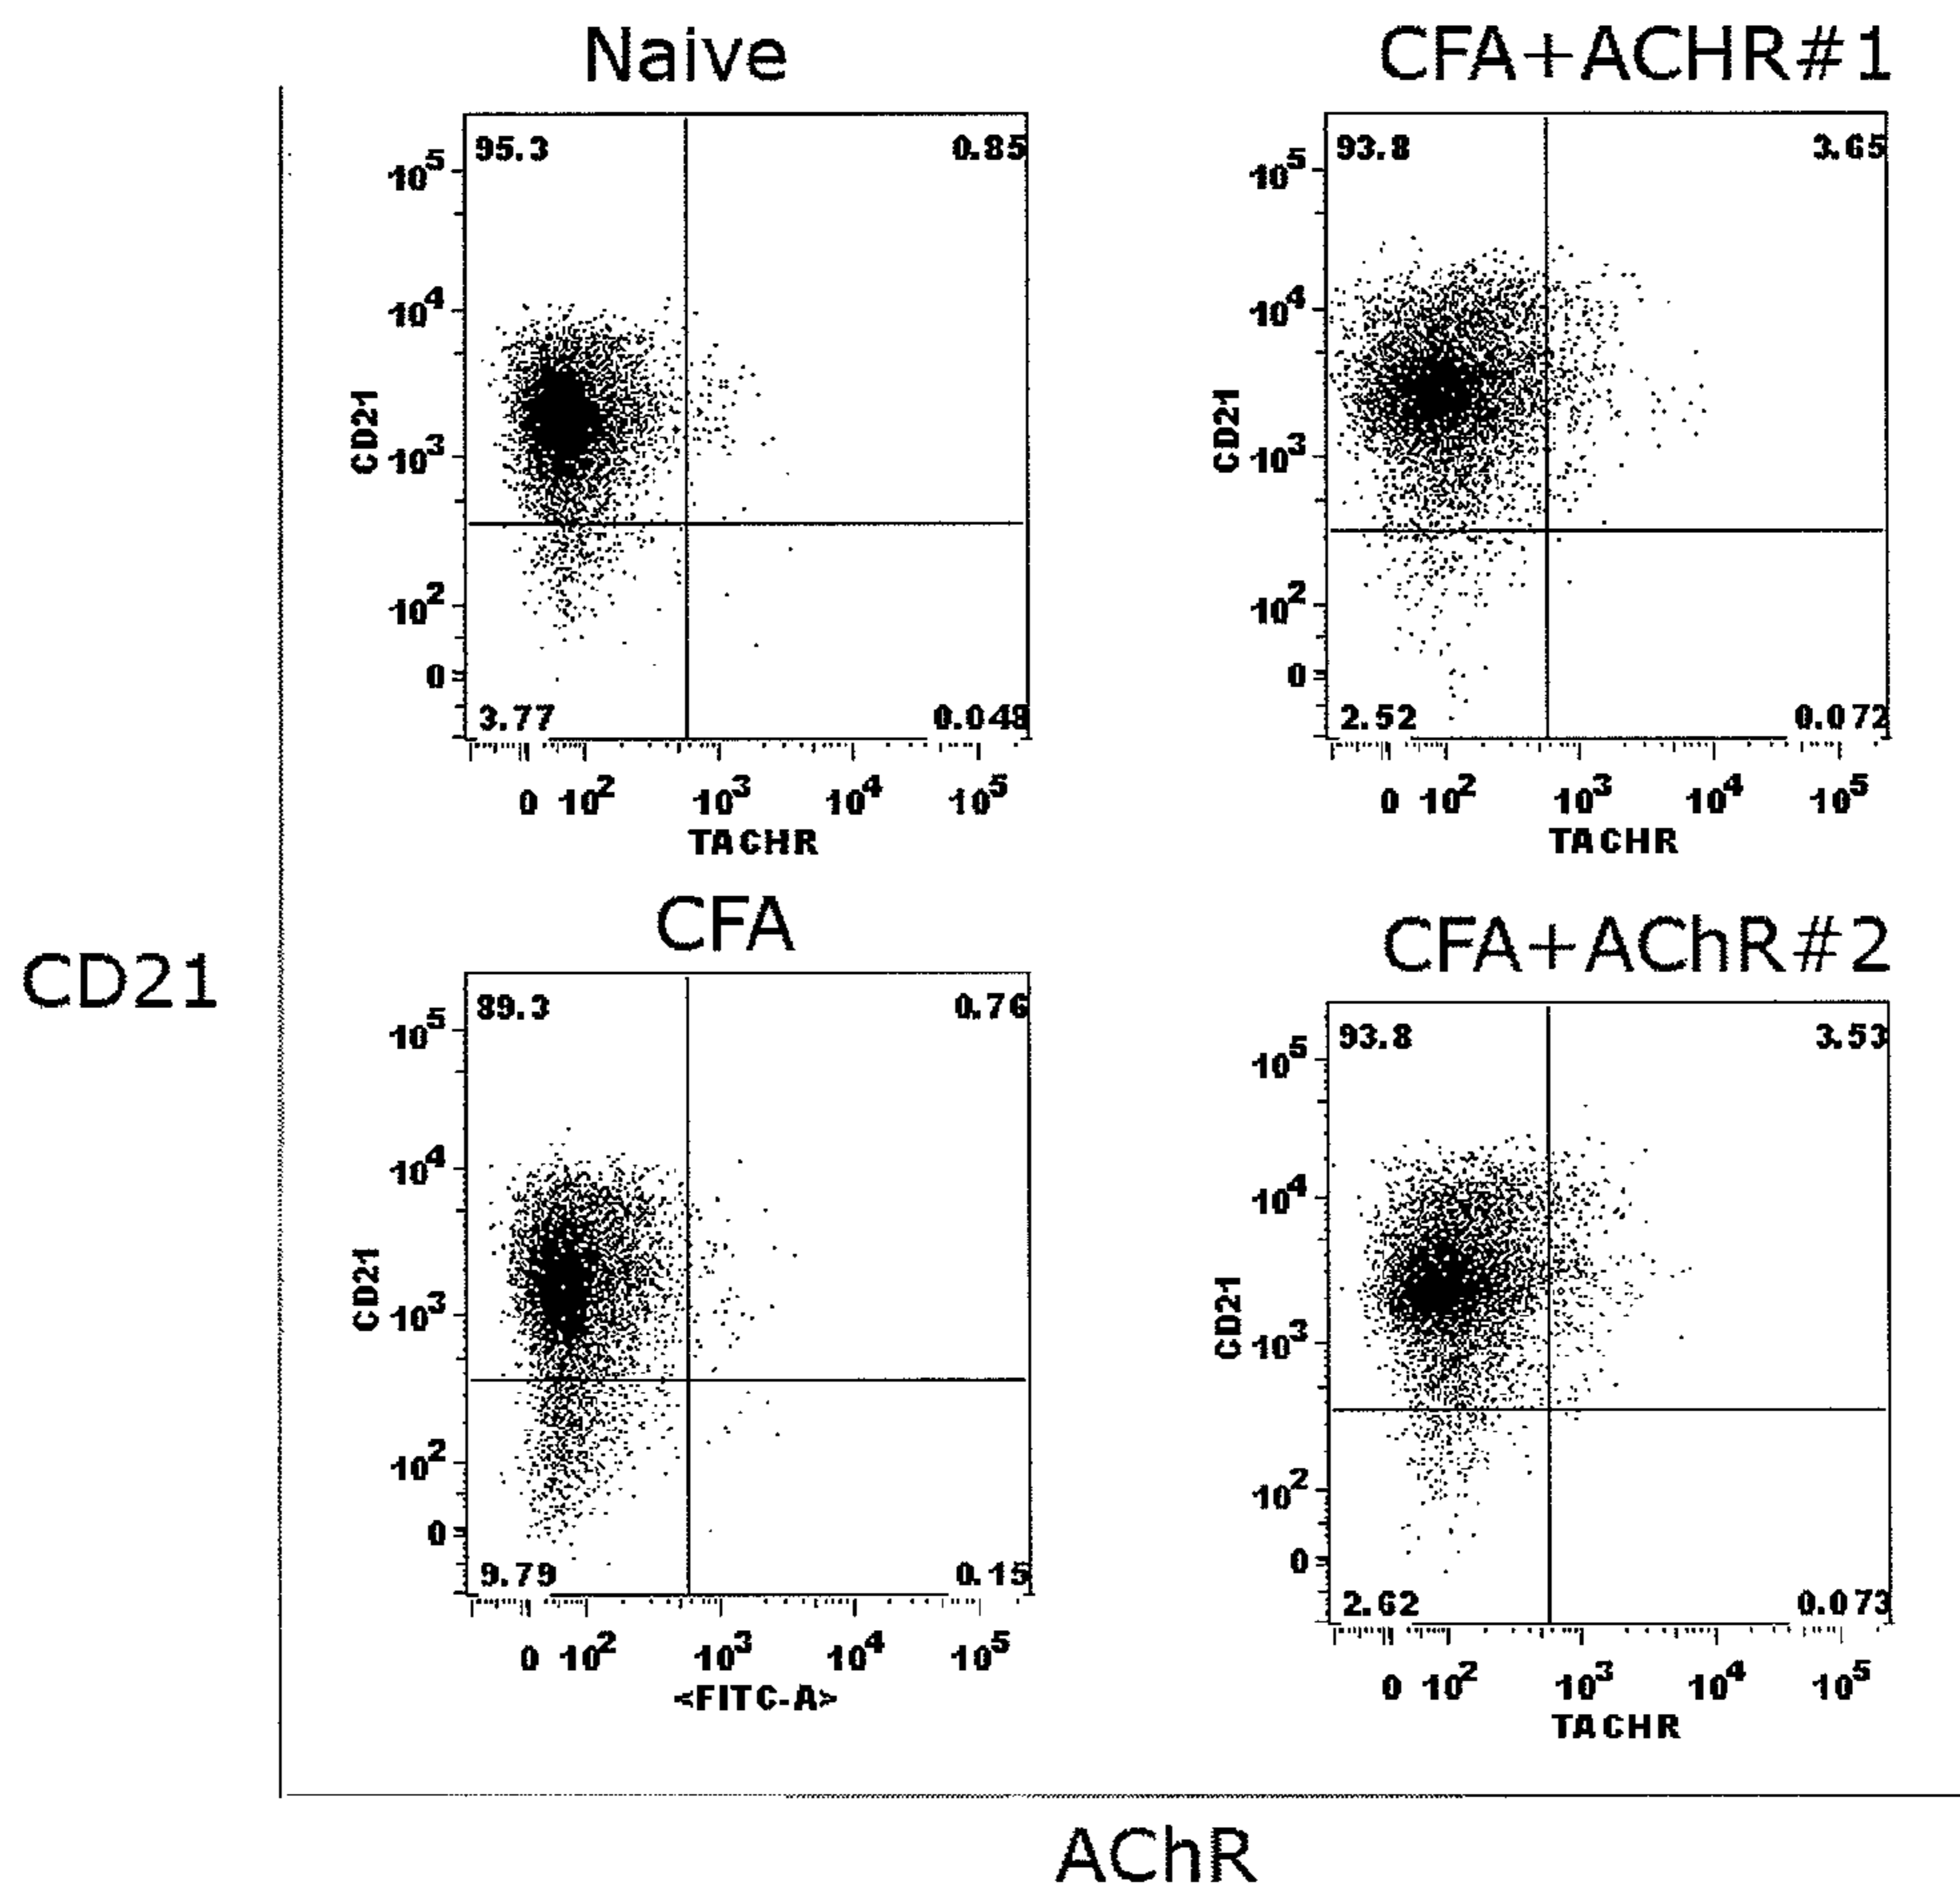 Naive
CFA+ACHR#1
95.3 0.85
93.8 3.65
10^5
10^4
10^3
10^2
0
CD21
3.77 0.048
0 10^2 10^3 10^4 10^5
TACHR
10^5
10^4
10^3
10^2
0
CD21
2.52 0.072
0 10^2 10^3 10^4 10^5
TACHR
CD21
CFA
CFA+AChR#2
89.3 0.76
93.8 3.53
10^5
10^4
10^3
10^2
0
CD21
9.79 0.15
0 10^2 10^3 10^4 10^5
<FITC-A>
10^5
10^4
10^3
10^2
0
CD21
2.62 0.073
0 10^2 10^3 10^4 10^5
TACHR
AChR